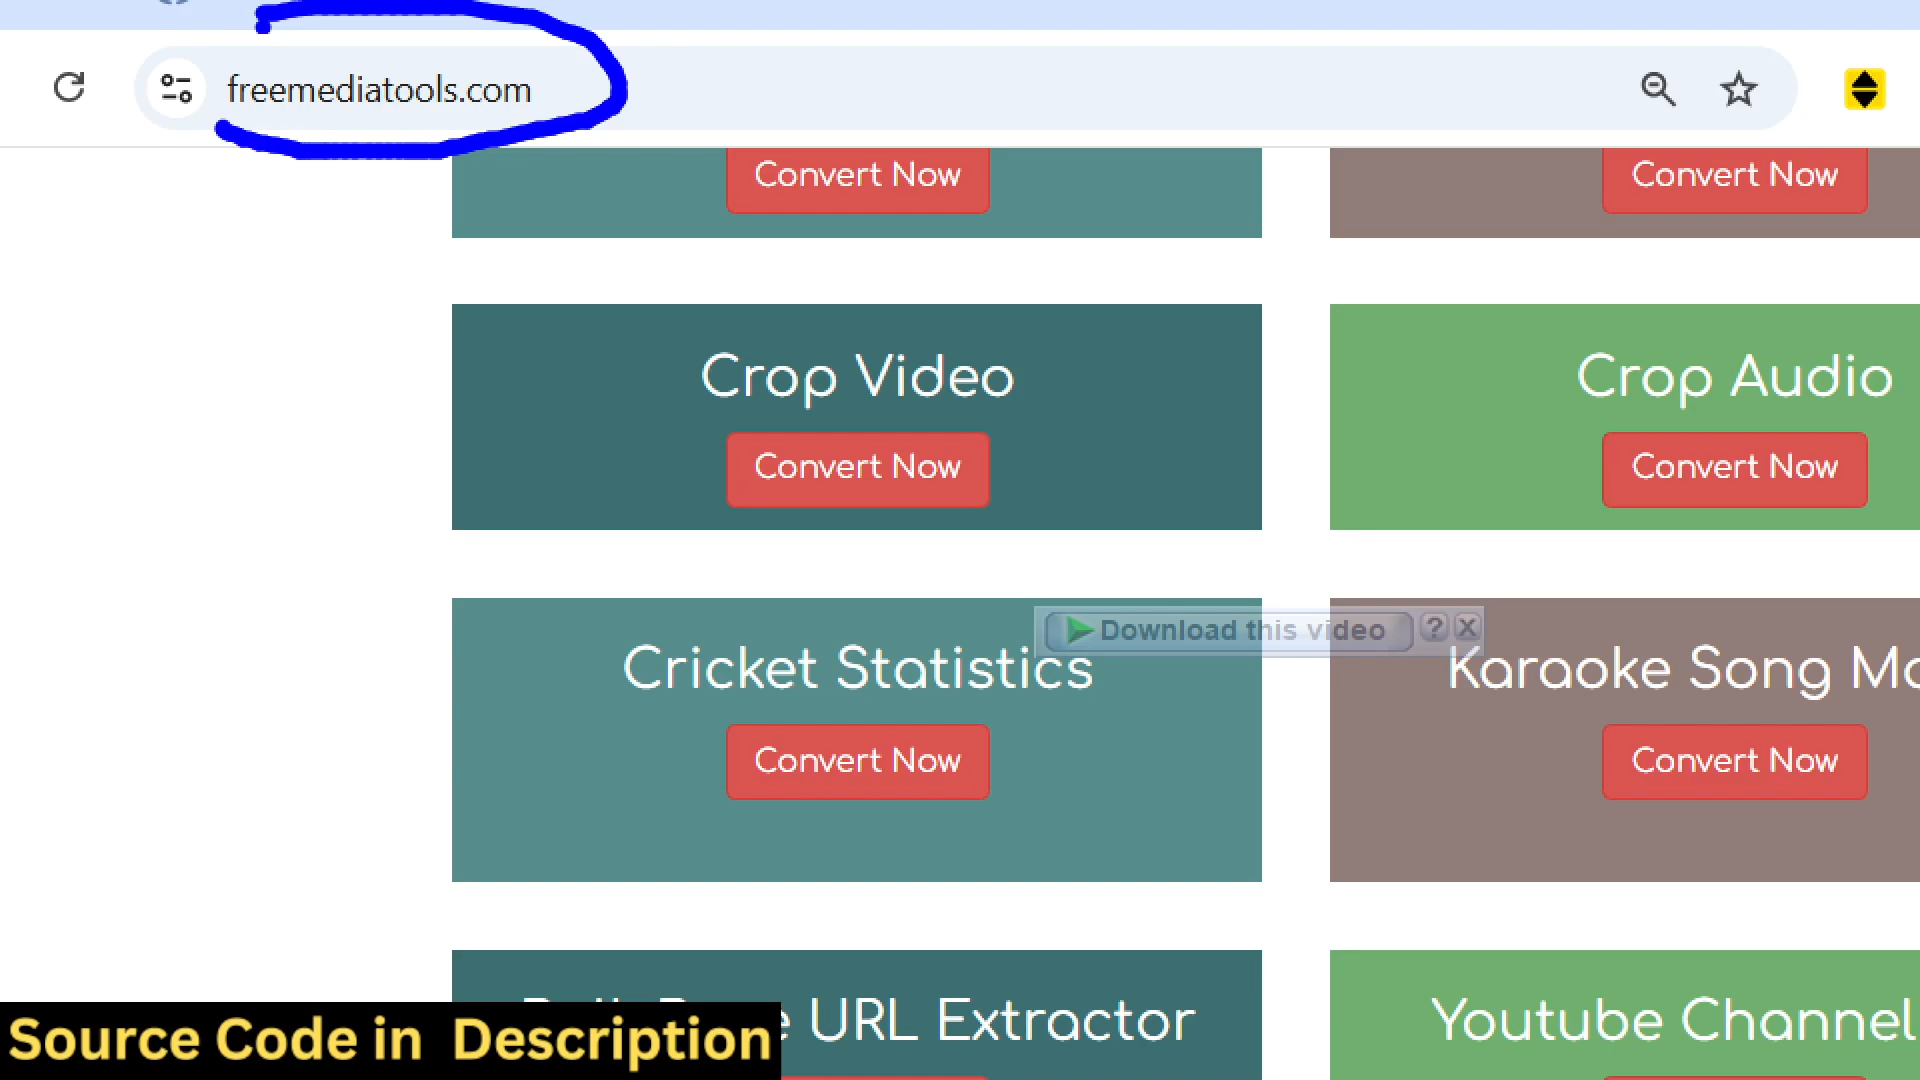 freemediatools.com
Convert Now
Convert Now
Crop Video
Crop Audio
Convert Now
Convert Now
Download this video
Cricket Statistics
Karaoke Song
Convert Now
Convert Now
URL Extractor
Youtube Channel
Source Code in Description